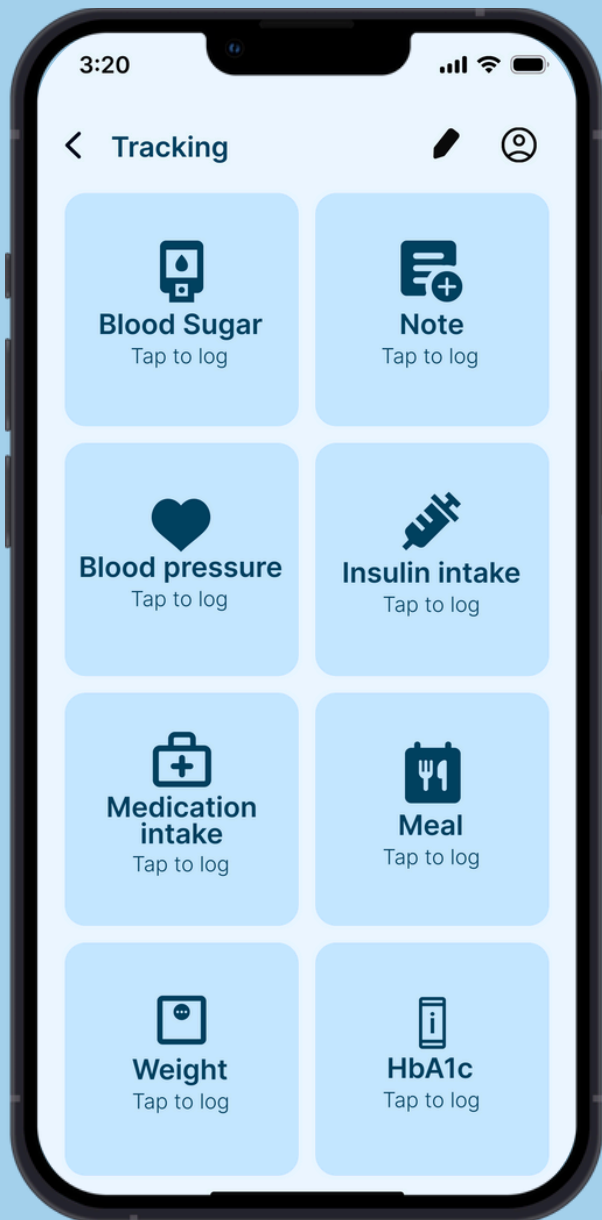 3:20
Tracking
Blood Sugar
Tap to log
Note
Tap to log
Blood pressure
Tap to log
Insulin intake
Tap to log
Medication
intake
Tap to log
Meal
Tap to log
Weight
Tap to log
i
HbA1c
Tap to log